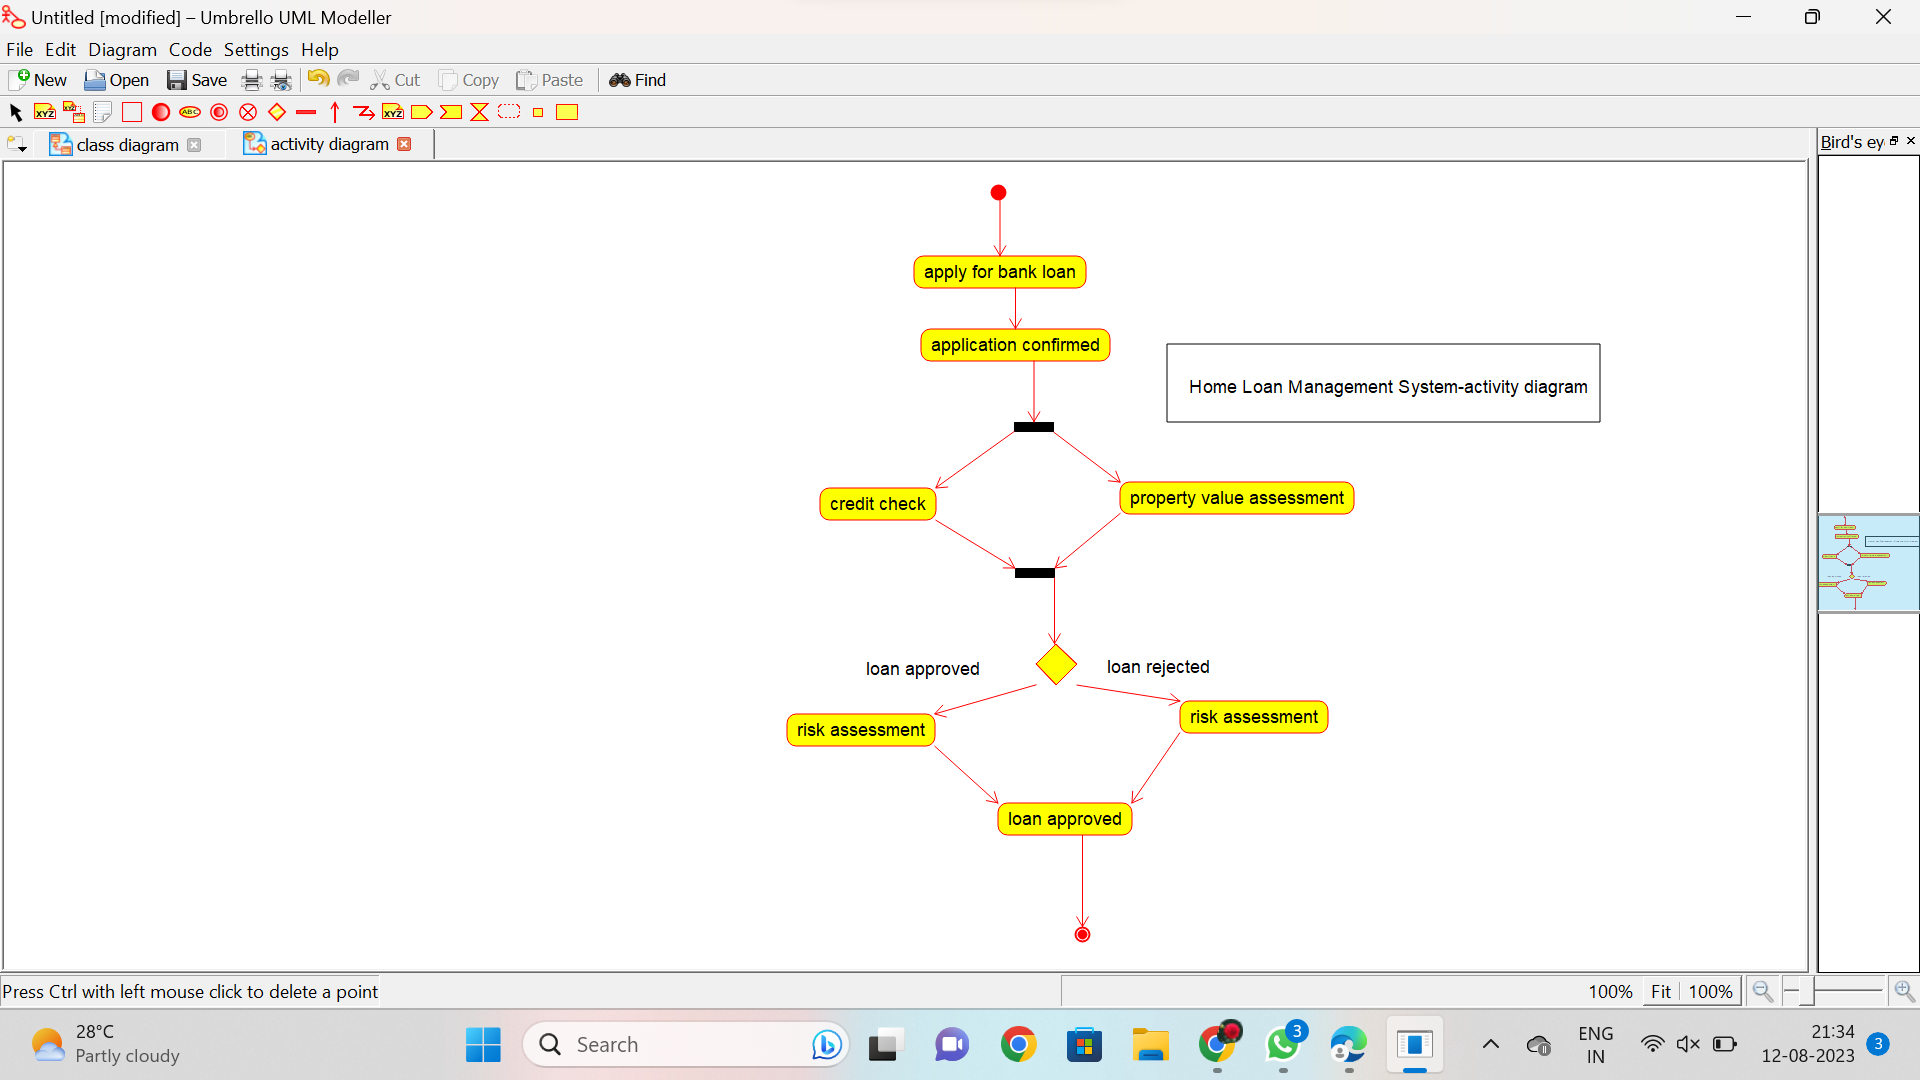 Untitled [modified] – Umbrello UML Modeller
File Edit Diagram Code Settings Help
New Open Save Cut Copy Paste Find
XYZ XYZ ABC XYZ
class diagram activity diagram
Bird's ey
apply for bank loan
application confirmed
Home Loan Management System-activity diagram
credit check property value assessment
loan approved loan rejected
risk assessment risk assessment
loan approved
Press Ctrl with left mouse click to delete a point
100% Fit 100%
28°C
Partly cloudy
Search
3
ENG
IN
21:34
12-08-2023
3